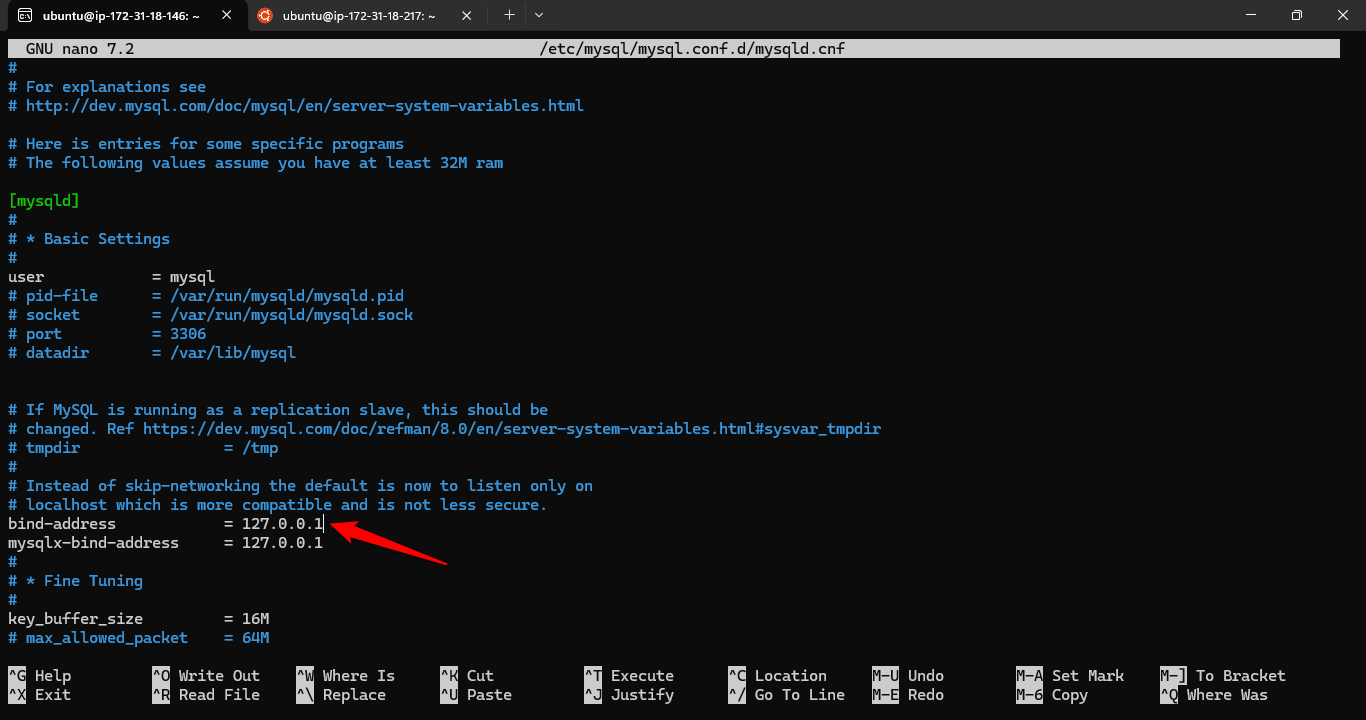 ubuntu@ip-172-31-18-146: ~
ubuntu@ip-172-31-18-217: ~
GNU nano 7.2 /etc/mysql/mysql.conf.d/mysqld.cnf
#
# For explanations see
# http://dev.mysql.com/doc/mysql/en/server-system-variables.html
# Here is entries for some specific programs
# The following values assume you have at least 32M ram
[mysqld]
#
# * Basic Settings
#
user = mysql
# pid-file = /var/run/mysqld/mysqld.pid
# socket = /var/run/mysqld/mysqld.sock
# port = 3306
# datadir = /var/lib/mysql
# If MySQL is running as a replication slave, this should be
# changed. Ref https://dev.mysql.com/doc/refman/8.0/en/server-system-variables.html#sysvar_tmpdir
# tmpdir = /tmp
#
# Instead of skip-networking the default is now to listen only on
# localhost which is more compatible and is not less secure.
bind-address = 127.0.0.1
mysqlx-bind-address = 127.0.0.1
#
# * Fine Tuning
#
key_buffer_size = 16M
# max_allowed_packet = 64M
^G Help ^O Write Out ^W Where Is ^K Cut ^T Execute ^C Location M-U Undo M-A Set Mark M-] To Bracket
^X Exit ^R Read File ^\ Replace ^U Paste ^J Justify ^/ Go To Line M-E Redo M-6 Copy ^Q Where Was